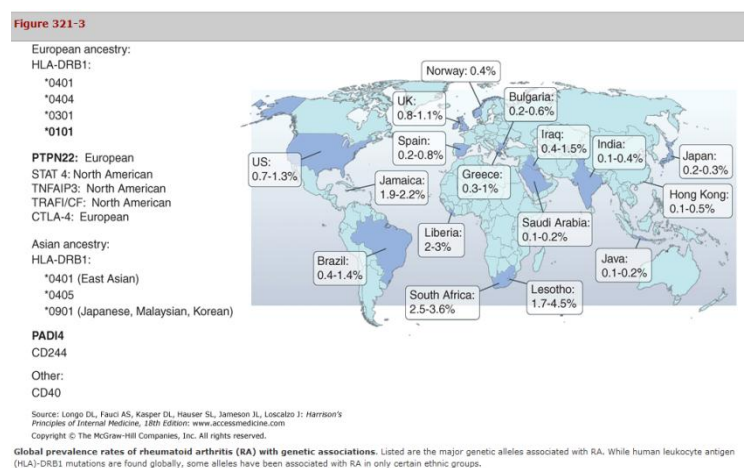 Figure 321-3
European ancestry:
HLA-DRB1:
*0401
*0404
*0301
*0101
PTPN22: European
STAT 4: North American
TNFAIP3: North American
TRAFI/CF: North American
CTLA-4: European
Asian ancestry:
HLA-DRB1:
*0401 (East Asian)
*0405
*0901 (Japanese, Malaysian, Korean)
PADI4
CD244
Other:
CD40
Norway: 0.4%
UK:
0.8-1.1%
Bulgaria:
0.2-0.6%
Spain:
0.2-0.8%
Iraq:
0.4-1.5%
India:
0.1-0.4%
Japan:
0.2-0.3%
US:
0.7-1.3%
Jamaica:
1.9-2.2%
Greece:
0.3-1%
Hong Kong:
0.1-0.5%
Saudi Arabia:
0.1-0.2%
Liberia:
2-3%
Java:
0.1-0.2%
Brazil:
0.4-1.4%
South Africa:
2.5-3.6%
Lesotho:
1.7-4.5%
Source: Longo DL, Fauci AS, Kasper DL, Hauser SL, Jameson JL, Loscalzo J: Harrison's
Principles of Internal Medicine, 18th Edition: www.accessmedicine.com
Copyright © The McGraw-Hill Companies, Inc. All rights reserved.
Global prevalence rates of rheumatoid arthritis (RA) with genetic associations. Listed are the major genetic alleles associated with RA. While human leukocyte antigen
(HLA)-DRB1 mutations are found globally, some alleles have been associated with RA in only certain ethnic groups.